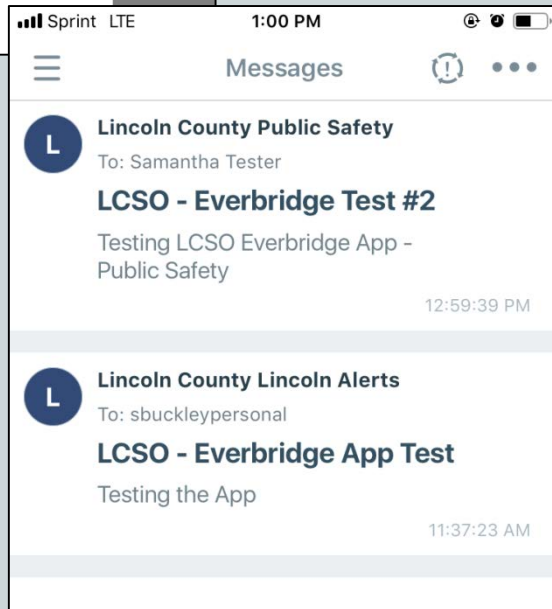 Sprint LTE 1:00 PM
Messages
L
Lincoln County Public Safety
To: Samantha Tester
LCSO - Everbridge Test #2
Testing LCSO Everbridge App -
Public Safety
12:59:39 PM
L
Lincoln County Lincoln Alerts
To: sbuckleypersonal
LCSO - Everbridge App Test
Testing the App
11:37:23 AM